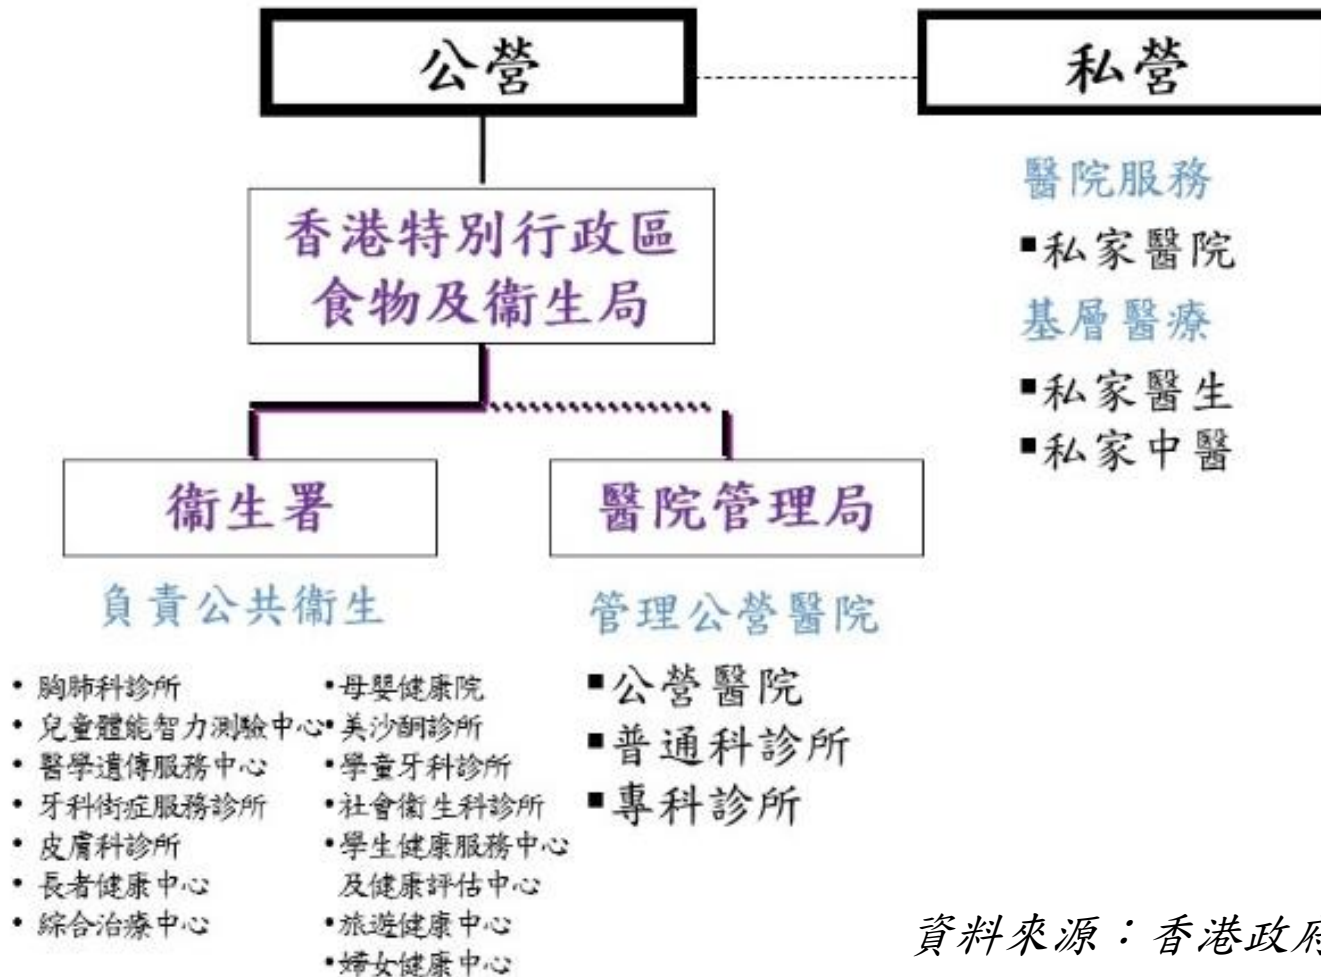 公營
私營
香港特別行政區
食物及衞生局
衞生署
醫院管理局
負責公共衞生
• 胸肺科診所
• 兒童體能智力測驗中心
• 醫學遺傳服務中心
• 牙科街症服務診所
• 皮膚科診所
• 長者健康中心
• 綜合治療中心
•母嬰健康院
•美沙酮診所
•學童牙科診所
•社會衞生科診所
•學生健康服務中心
及健康評估中心
•旅遊健康中心
•婦女健康中心
管理公營醫院
▪公營醫院
▪普通科診所
▪專科診所
醫院服務
▪私家醫院
基層醫療
▪私家醫生
▪私家中醫
資料來源：香港政府